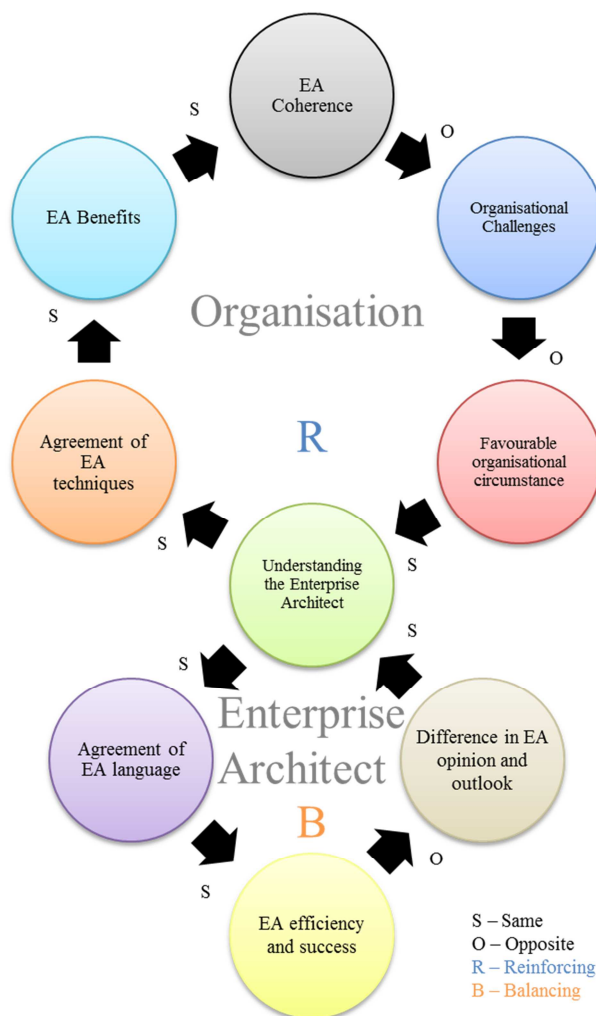 EA
Coherence
S
O
EA Benefits
Organisational
Challenges
S
Organisation
O
Agreement of
EA
techniques
R
Favourable
organisational
circumstance
S
S
Understanding
the Enterprise
Architect
S
S
Agreement of
EA language
Enterprise
Architect
Difference in EA
opinion and
outlook
B
S
O
EA efficiency
and success
S – Same
O – Opposite
R – Reinforcing
B – Balancing